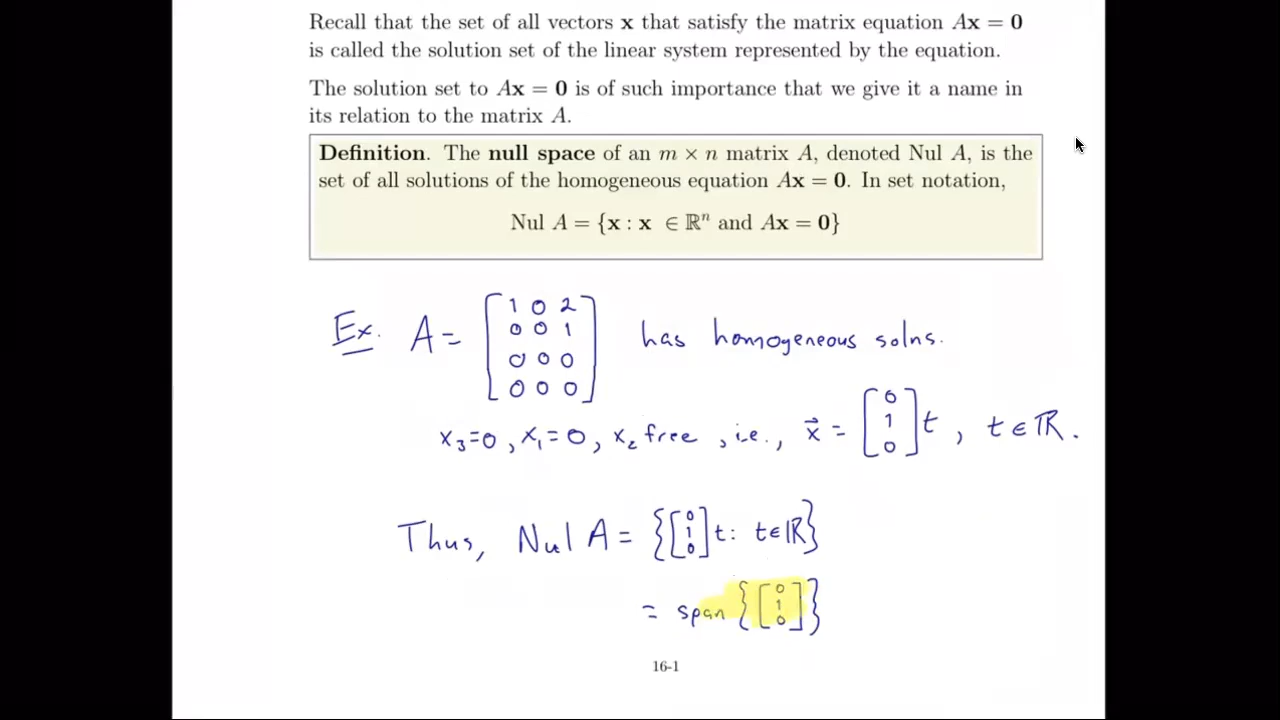 Recall that the set of all vectors x that satisfy the matrix equation Ax = 0
is called the solution set of the linear system represented by the equation.
The solution set to Ax = 0 is of such importance that we give it a name in
its relation to the matrix A.
Definition. The null space of an m × n matrix A, denoted Nul A, is the
set of all solutions of the homogeneous equation Ax = 0. In set notation,
Nul A = {x : x ∈ ℝⁿ and Ax = 0}
Ex. A = [1 0 2; 0 0 1; 0 0 0; 0 0 0] has homogeneous solns.
x₃=0, x₁=0, x₂ free, i.e., x⃗ = [0; 1; 0] t, t∈ℝ.
Thus, Nul A = {[0; 1; 0] t: t∈ℝ}
= span {[0; 1; 0]}
16-1